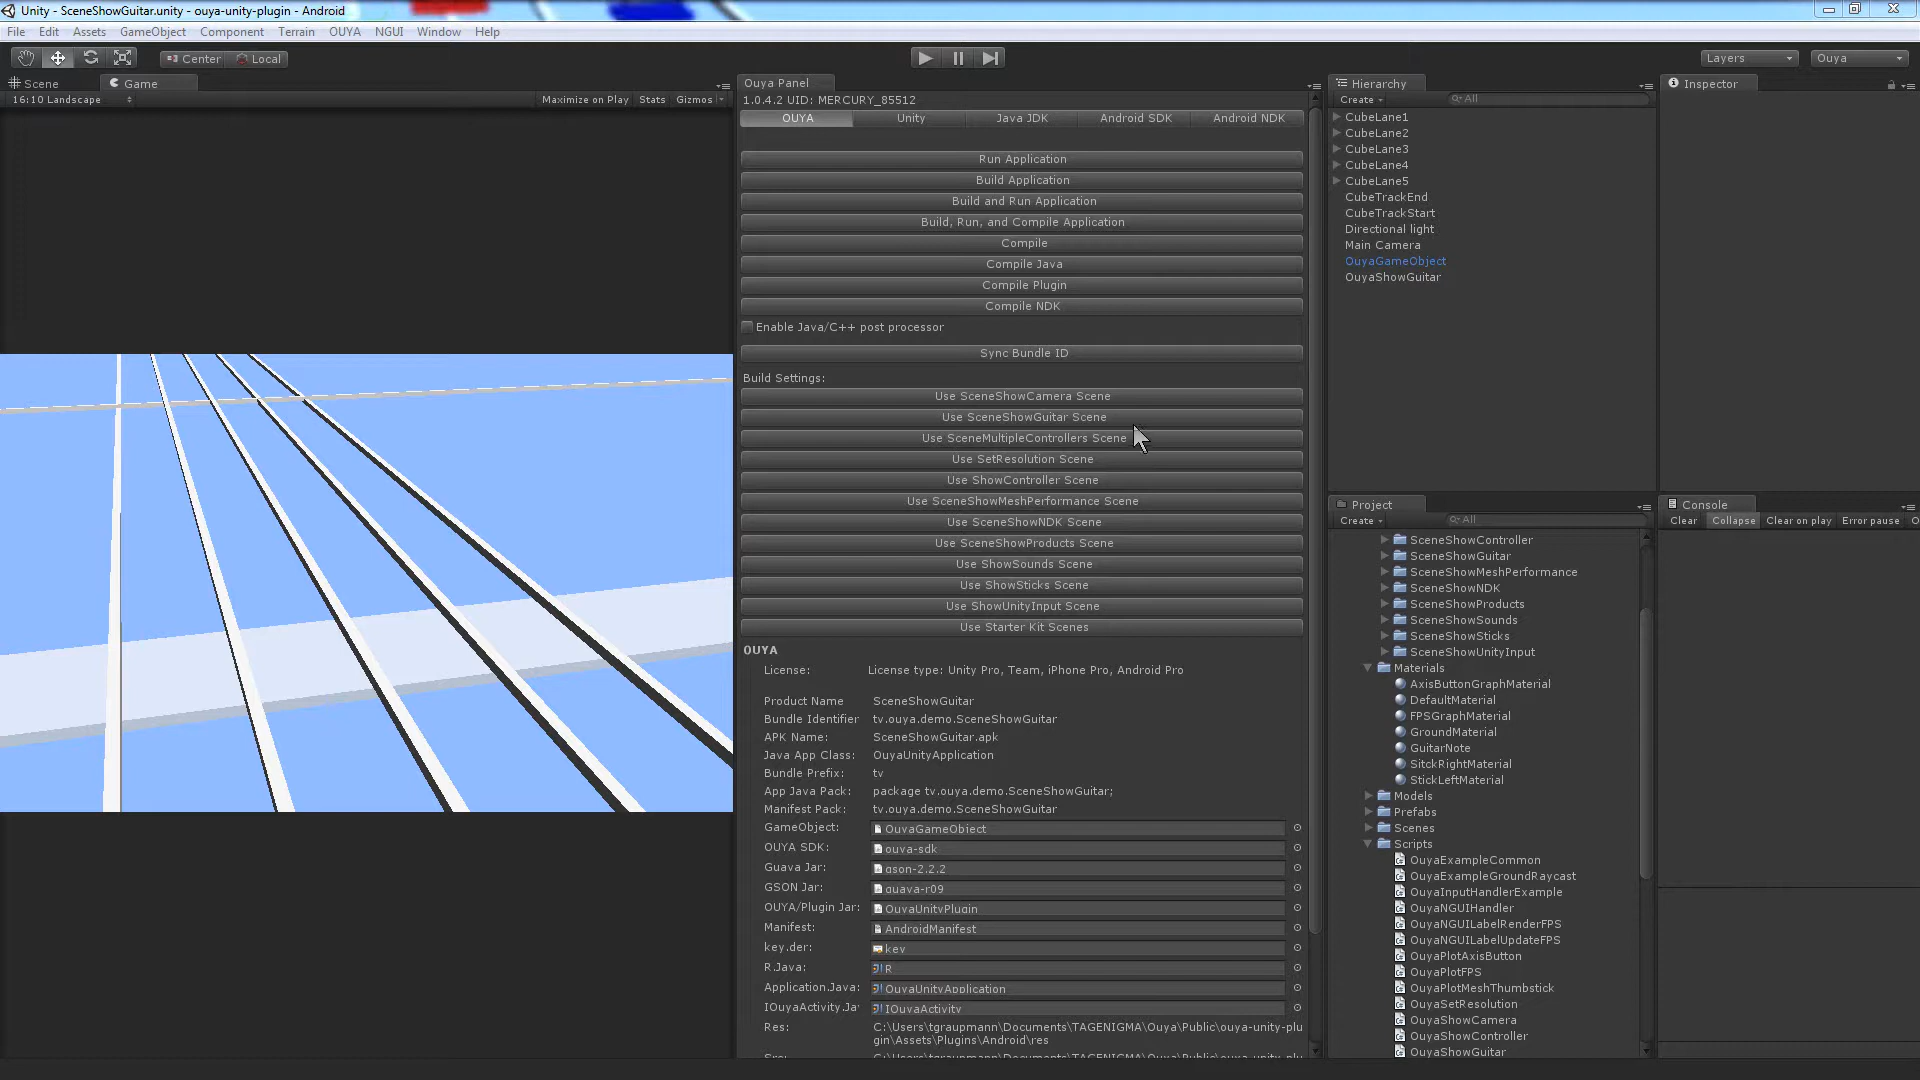 Unity - SceneShowGuitar.unity - ouya-unity-plugin - Android
File Edit Assets GameObject Component Terrain OUYA NGUI Window Help
Center Local
Layers
Ouya
Scene Game
16:10 Landscape
Maximize on Play Stats Gizmos
Ouya Panel
1.0.4.2 UID: MERCURY_85512
OUYA Unity Java JDK Android SDK Android NDK
Run Application
Build Application
Build and Run Application
Build, Run, and Compile Application
Compile
Compile Java
Compile Plugin
Compile NDK
Enable Java/C++ post processor
Sync Bundle ID
Build Settings:
Use SceneShowCamera Scene
Use SceneShowGuitar Scene
Use SceneMultipleControllers Scene
Use SetResolution Scene
Use ShowController Scene
Use SceneShowMeshPerformance Scene
Use SceneShowNDK Scene
Use SceneShowProducts Scene
Use ShowSounds Scene
Use ShowSticks Scene
Use ShowUnityInput Scene
Use Starter Kit Scenes
OUYA
License: License type: Unity Pro, Team, iPhone Pro, Android Pro
Product Name SceneShowGuitar
Bundle Identifier tv.ouya.demo.SceneShowGuitar
APK Name: SceneShowGuitar.apk
Java App Class: OuyaUnityApplication
Bundle Prefix: tv
App Java Pack: package tv.ouya.demo.SceneShowGuitar;
Manifest Pack: tv.ouya.demo.SceneShowGuitar
GameObject: OuyaGameObject
OUYA SDK: ouya-sdk
Guava Jar: gson-2.2.2
GSON Jar: guava-r09
OUYA/Plugin Jar: OuyaUnityPlugin
Manifest: AndroidManifest
key.der: key
R.Java: R
Application.Java: OuyaUnityApplication
IOuyaActivity.Ja IOuyaActivity
Res: C:\Users\tgraupmann\Documents\TAGENIGMA\Ouya\Public\ouya-unity-plu
gin\Assets\Plugins\Android\res
Hierarchy
Create All
CubeLane1
CubeLane2
CubeLane3
CubeLane4
CubeLane5
CubeTrackEnd
CubeTrackStart
Directional light
Main Camera
OuyaGameObject
OuyaShowGuitar
Inspector
Project
Create All
SceneShowController
SceneShowGuitar
SceneShowMeshPerformance
SceneShowNDK
SceneShowProducts
SceneShowSounds
SceneShowSticks
SceneShowUnityInput
Materials
AxisButtonGraphMaterial
DefaultMaterial
FPSGraphMaterial
GroundMaterial
GuitarNote
SitckRightMaterial
StickLeftMaterial
Models
Prefabs
Scenes
Scripts
OuyaExampleCommon
OuyaExampleGroundRaycast
OuyaInputHandlerExample
OuyaNGUIHandler
OuyaNGUILabelRenderFPS
OuyaNGUILabelUpdateFPS
OuyaPlotAxisButton
OuyaPlotFPS
OuyaPlotMeshThumbstick
OuyaSetResolution
OuyaShowCamera
OuyaShowController
OuyaShowGuitar
Console
Clear Collapse Clear on play Error pause